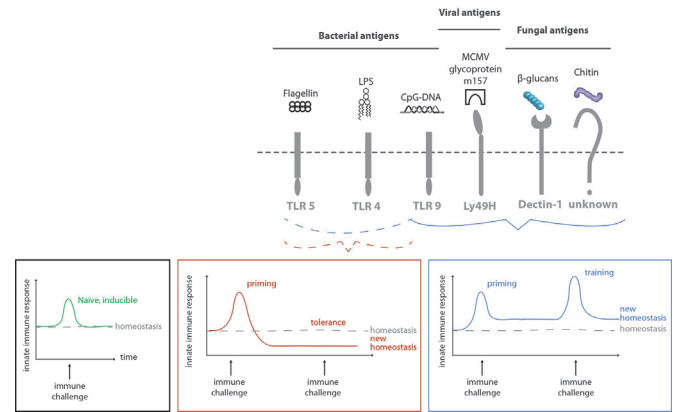 Viral antigens
Bacterial antigens
Fungal antigens
MCMV
glycoprotein
m157
LPS
Flagellin
CpG-DNA
β-glucans
Chitin
TLR 5
TLR 4
TLR 9
Ly49H
Dectin-1
unknown
innate immune response
Naïve, inducible
homeostasis
time
immune
challenge
innate immune response
priming
tolerance
homeostasis
new
homeostasis
immune
challenge
immune
challenge
innate immune response
priming
training
new
homeostasis
homeostasis
immune
challenge
immune
challenge